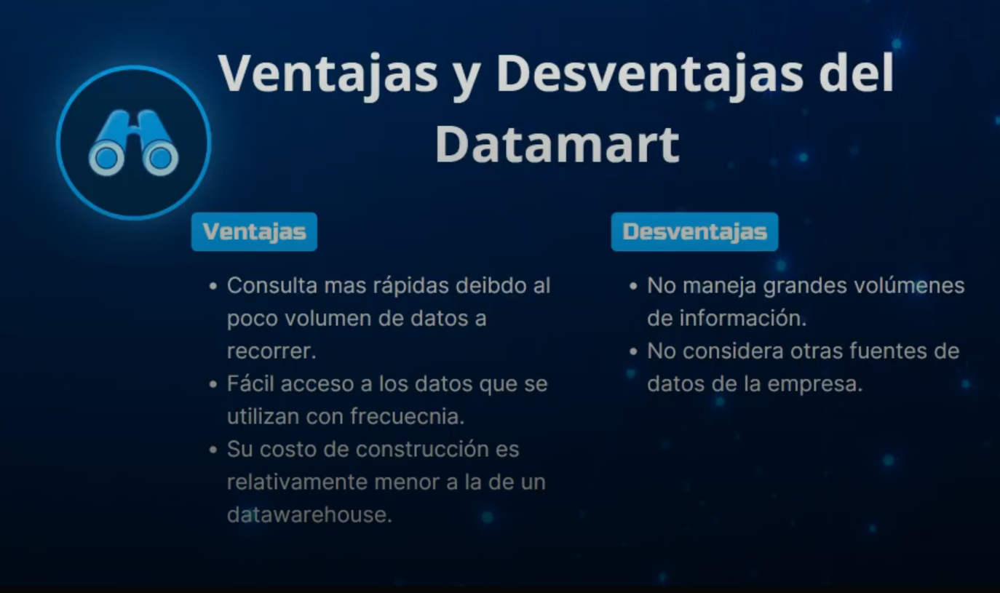 Ventajas y Desventajas del
Datamart
Ventajas
• Consulta mas rápidas deibdo al
poco volumen de datos a
recorrer.
• Fácil acceso a los datos que se
utilizan con frecuecnia.
• Su costo de construcción es
relativamente menor a la de un
datawarehouse.
Desventajas
• No maneja grandes volúmenes
de información.
• No considera otras fuentes de
datos de la empresa.